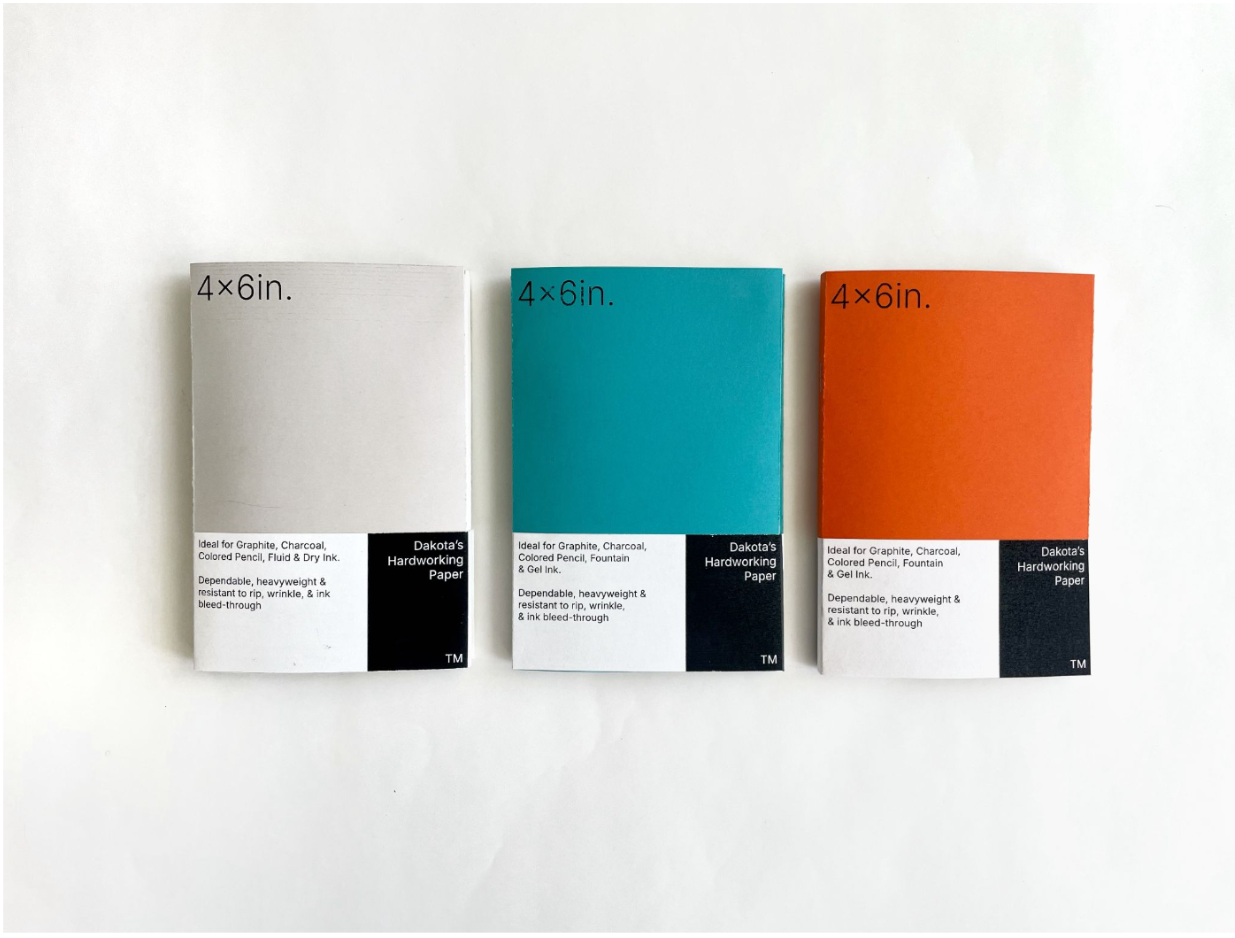 4×6in.
Ideal for Graphite, Charcoal,
Colored Pencil, Fluid & Dry Ink.
Dependable, heavyweight &
resistant to rip, wrinkle, & ink
bleed-through
Dakota's
Hardworking
Paper
TM
4×6in.
Ideal for Graphite, Charcoal,
Colored Pencil, Fountain
& Gel Ink.
Dependable, heavyweight &
resistant to rip, wrinkle,
& ink bleed-through
Dakota's
Hardworking
Paper
TM
4×6in.
Ideal for Graphite, Charcoal,
Colored Pencil, Fountain
& Gel Ink.
Dependable, heavyweight &
resistant to rip, wrinkle,
& ink bleed-through
Dakota's
Hardworking
Paper
TM